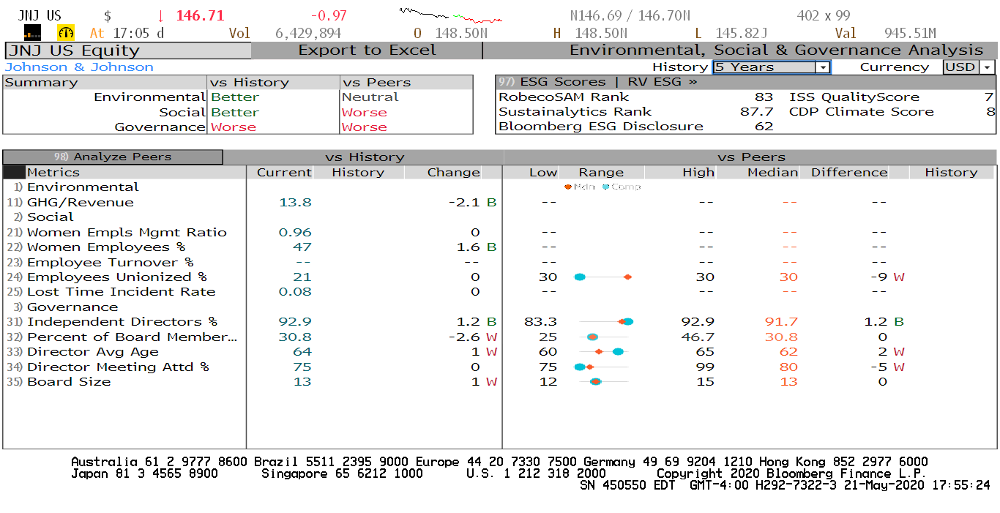 JNJ US $ ↓ 146.71 -0.97 N146.69 / 146.70N 402 x 99
At 17:05 d Vol 6,429,894 O 148.50N H 148.50N L 145.82J Val 945.51M
JNJ US Equity Export to Excel Environmental, Social & Governance Analysis
Johnson & Johnson History 5 Years Currency USD
Summary vs History vs Peers 97) ESG Scores | RV ESG »
Environmental Better Neutral RobecoSAM Rank 83 ISS QualityScore 7
Social Better Worse Sustainalytics Rank 87.7 CDP Climate Score 8
Governance Worse Worse Bloomberg ESG Disclosure 62
98) Analyze Peers vs History vs Peers
Metrics Current History Change Low Range High Median Difference History
1) Environmental Mdn Comp
11) GHG/Revenue 13.8 -2.1 B -- -- -- --
2) Social
21) Women Empls Mgmt Ratio 0.96 0 -- -- -- --
22) Women Employees % 47 1.6 B -- -- -- --
23) Employee Turnover % -- -- -- -- -- --
24) Employees Unionized % 21 0 30 30 30 -9 W
25) Lost Time Incident Rate 0.08 0 -- -- -- --
3) Governance
31) Independent Directors % 92.9 1.2 B 83.3 92.9 91.7 1.2 B
32) Percent of Board Member... 30.8 -2.6 W 25 46.7 30.8 0
33) Director Avg Age 64 1 W 60 65 62 2 W
34) Director Meeting Attd % 75 0 75 99 80 -5 W
35) Board Size 13 1 W 12 15 13 0
Australia 61 2 9777 8600 Brazil 5511 2395 9000 Europe 44 20 7330 7500 Germany 49 69 9204 1210 Hong Kong 852 2977 6000
Japan 81 3 4565 8900 Singapore 65 6212 1000 U.S. 1 212 318 2000 Copyright 2020 Bloomberg Finance L.P.
SN 450550 EDT GMT-4:00 H292-7322-3 21-May-2020 17:55:24